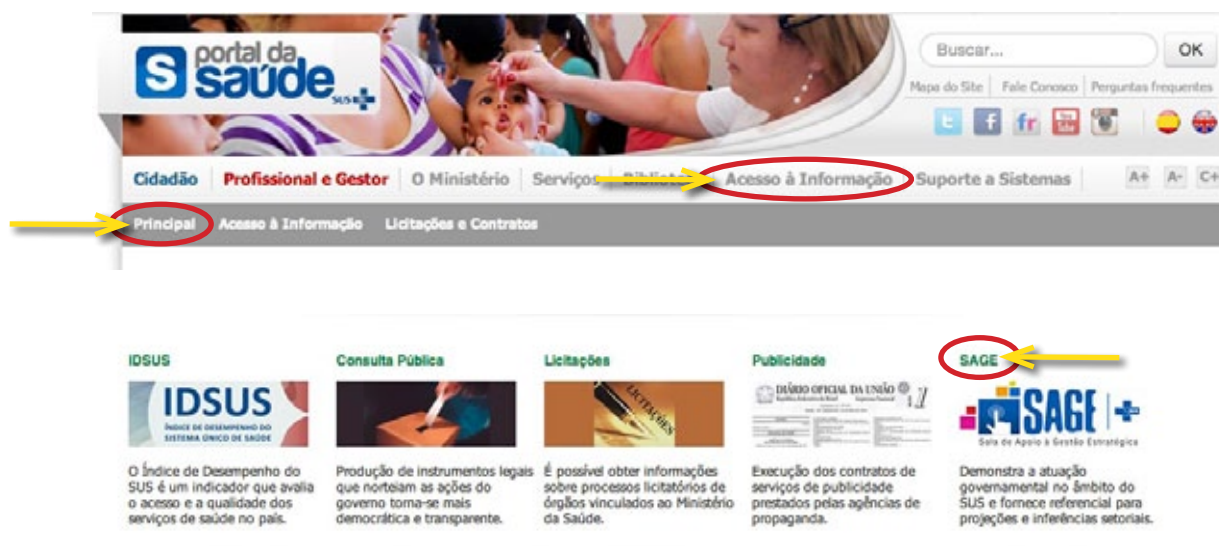 portal da
saúde
SUS
Buscar...
OK
Mapa do Site Fale Conosco Perguntas frequentes
Cidadão Profissional e Gestor O Ministério Serviços Acesso à Informação Suporte a Sistemas A+ A- C+
Principal Acesso à Informação Licitações e Contratos
IDSUS
IDSUS
ÍNDICE DE DESEMPENHO DO
SISTEMA ÚNICO DE SAÚDE
O Índice de Desempenho do
SUS é um indicador que avalia
o acesso e a qualidade dos
serviços de saúde no país.
Consulta Pública
Produção de instrumentos legais
que norteiam as ações do
governo torna-se mais
democrática e transparente.
Licitações
LICITAÇÕES
É possível obter informações
sobre processos licitatórios de
órgãos vinculados ao Ministério
da Saúde.
Publicidade
DIÁRIO OFICIAL DA UNIÃO
Execução dos contratos de
serviços de publicidade
prestados pelas agências de
propaganda.
SAGE
SAGE
Sala de Apoio à Gestão Estratégica
Demonstra a atuação
governamental no âmbito do
SUS e fornece referencial para
projeções e inferências setoriais.